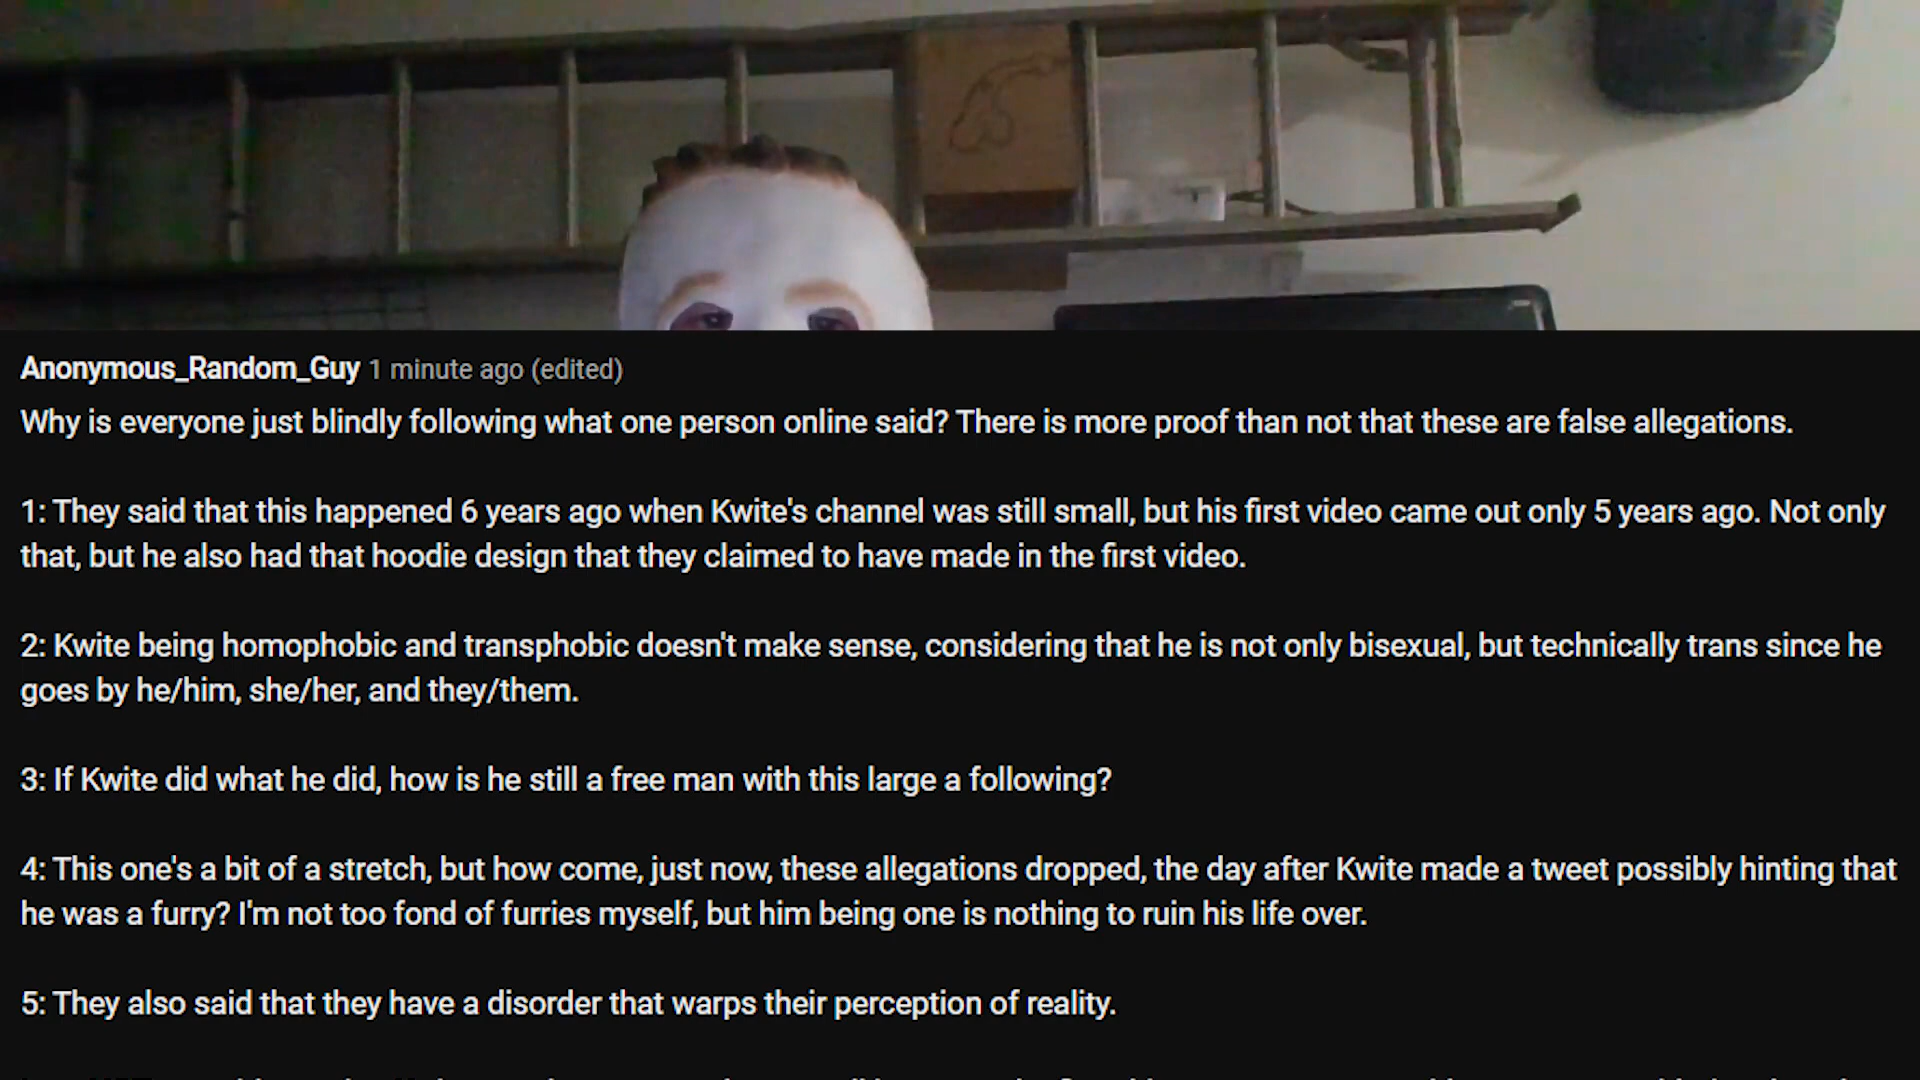 Anonymous_Random_Guy 1 minute ago (edited)
Why is everyone just blindly following what one person online said? There is more proof than not that these are false allegations.
1: They said that this happened 6 years ago when Kwite's channel was still small, but his first video came out only 5 years ago. Not only
that, but he also had that hoodie design that they claimed to have made in the first video.
2: Kwite being homophobic and transphobic doesn't make sense, considering that he is not only bisexual, but technically trans since he
goes by he/him, she/her, and they/them.
3: If Kwite did what he did, how is he still a free man with this large a following?
4: This one's a bit of a stretch, but how come, just now, these allegations dropped, the day after Kwite made a tweet possibly hinting that
he was a furry? I'm not too fond of furries myself, but him being one is nothing to ruin his life over.
5: They also said that they have a disorder that warps their perception of reality.